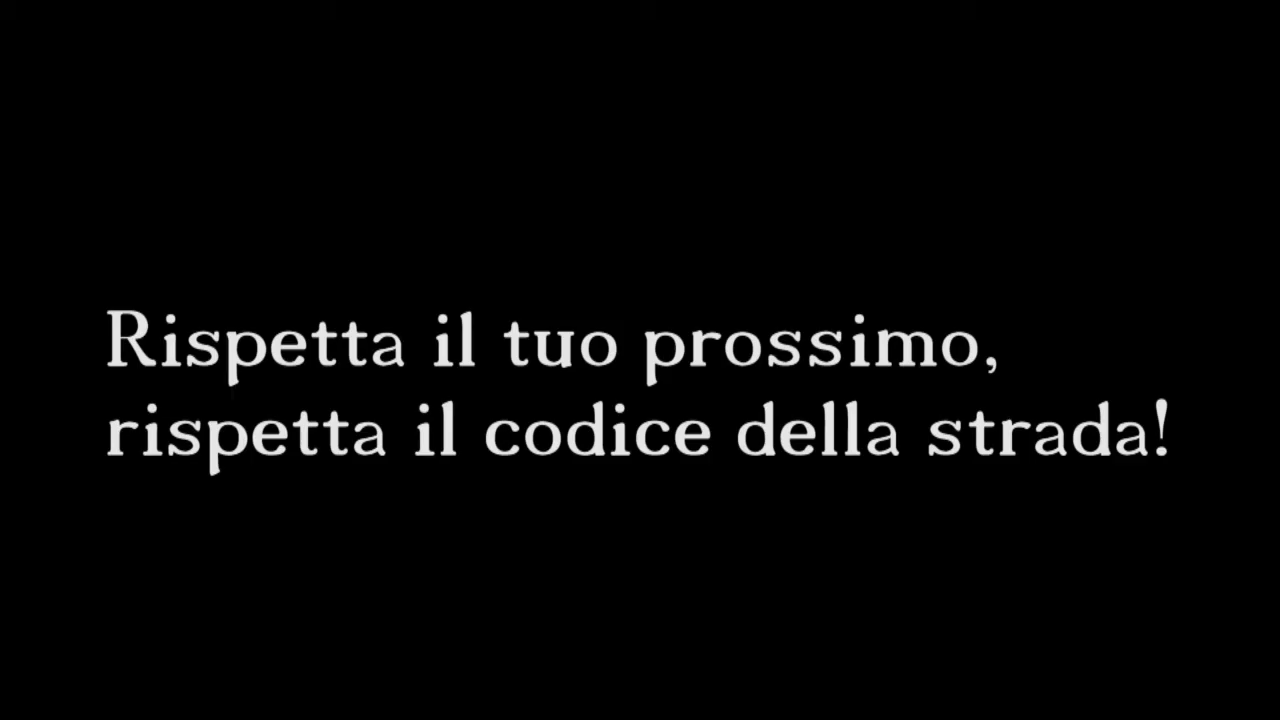 Rispetta il tuo prossimo,
rispetta il codice della strada!